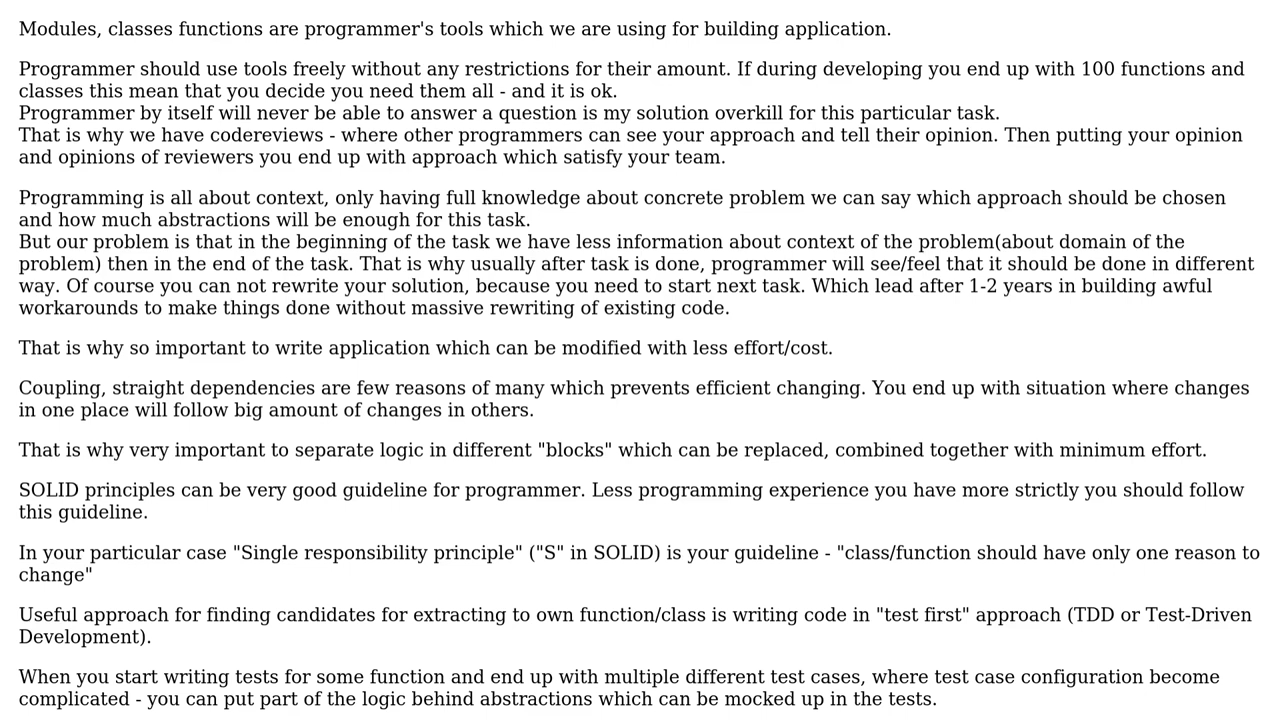 Modules, classes functions are programmer's tools which we are using for building application.
Programmer should use tools freely without any restrictions for their amount. If during developing you end up with 100 functions and
classes this mean that you decide you need them all - and it is ok.
Programmer by itself will never be able to answer a question is my solution overkill for this particular task.
That is why we have codereviews - where other programmers can see your approach and tell their opinion. Then putting your opinion
and opinions of reviewers you end up with approach which satisfy your team.
Programming is all about context, only having full knowledge about concrete problem we can say which approach should be chosen
and how much abstractions will be enough for this task.
But our problem is that in the beginning of the task we have less information about context of the problem(about domain of the
problem) then in the end of the task. That is why usually after task is done, programmer will see/feel that it should be done in different
way. Of course you can not rewrite your solution, because you need to start next task. Which lead after 1-2 years in building awful
workarounds to make things done without massive rewriting of existing code.
That is why so important to write application which can be modified with less effort/cost.
Coupling, straight dependencies are few reasons of many which prevents efficient changing. You end up with situation where changes
in one place will follow big amount of changes in others.
That is why very important to separate logic in different "blocks" which can be replaced, combined together with minimum effort.
SOLID principles can be very good guideline for programmer. Less programming experience you have more strictly you should follow
this guideline.
In your particular case "Single responsibility principle" ("S" in SOLID) is your guideline - "class/function should have only one reason to
change"
Useful approach for finding candidates for extracting to own function/class is writing code in "test first" approach (TDD or Test-Driven
Development).
When you start writing tests for some function and end up with multiple different test cases, where test case configuration become
complicated - you can put part of the logic behind abstractions which can be mocked up in the tests.